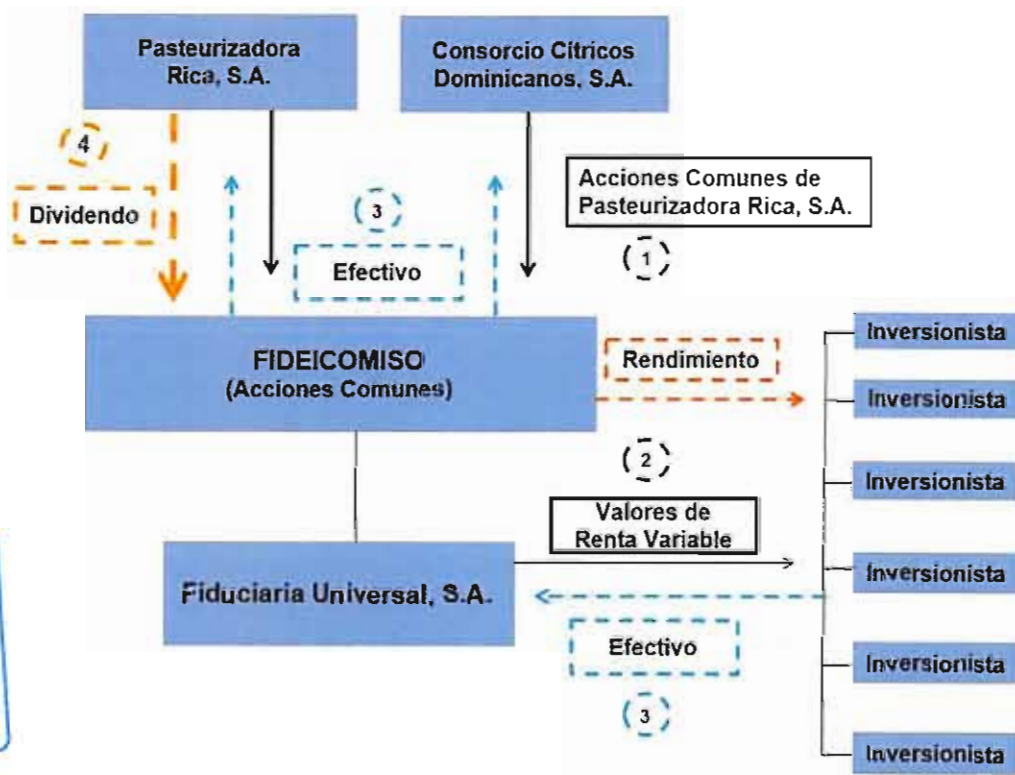 Pasteurizadora
Rica, S.A.
Consorcio Cítricos
Dominicanos, S.A.
4
Dividendo
3
Efectivo
Acciones Comunes de
Pasteurizadora Rica, S.A.
1
FIDEICOMISO
(Acciones Comunes)
Rendimiento
2
Valores de
Renta Variable
Fiduciaria Universal, S.A.
Efectivo
3
Inversionista
Inversionista
Inversionista
Inversionista
Inversionista
Inversionista